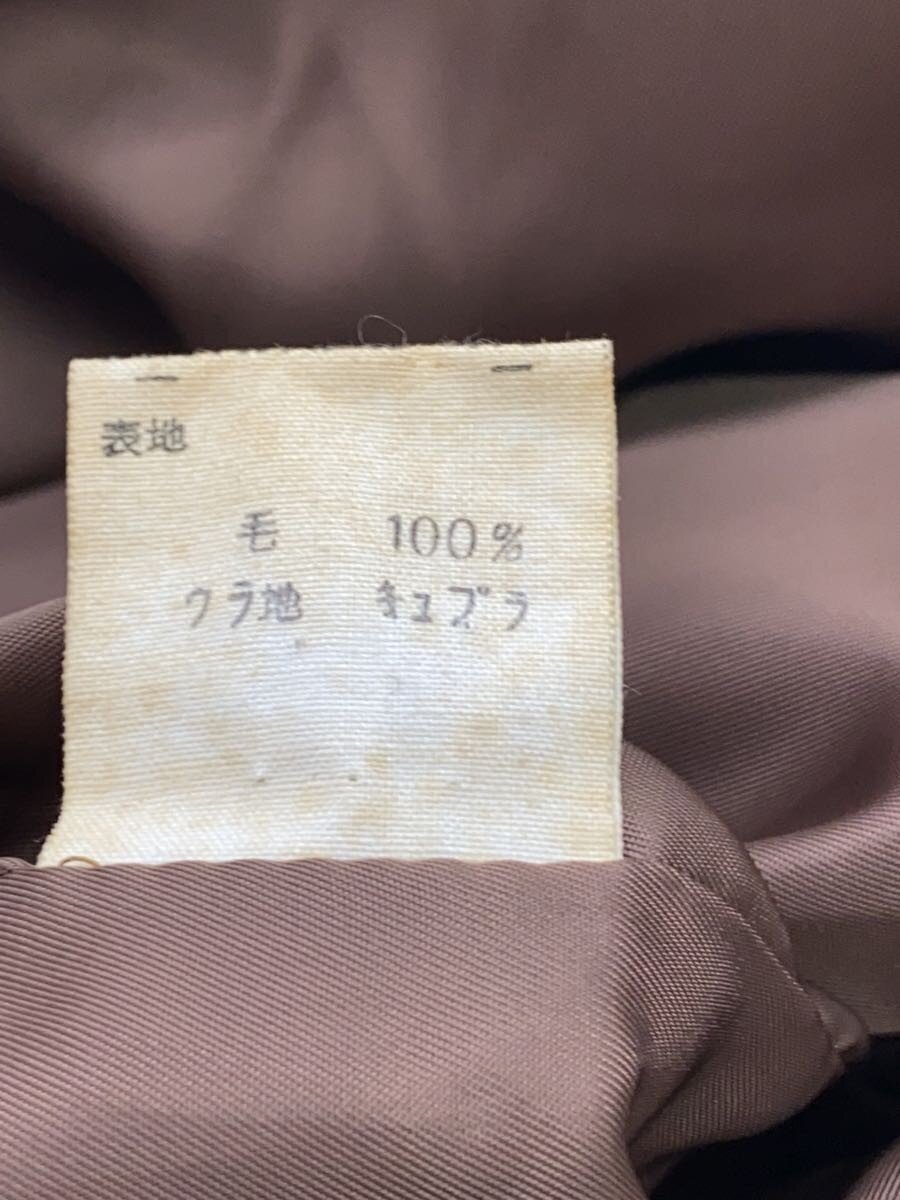 表地
毛 100%
ウラ地 キュプラ